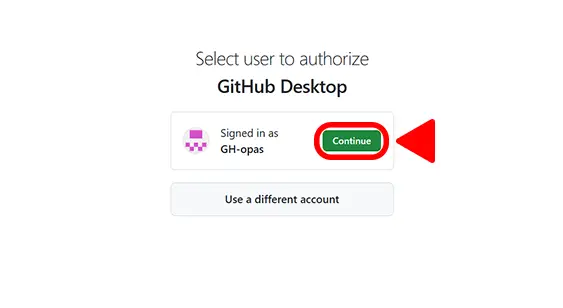 Select user to authorize
GitHub Desktop
Signed in as
GH-opas
Continue
Use a different account